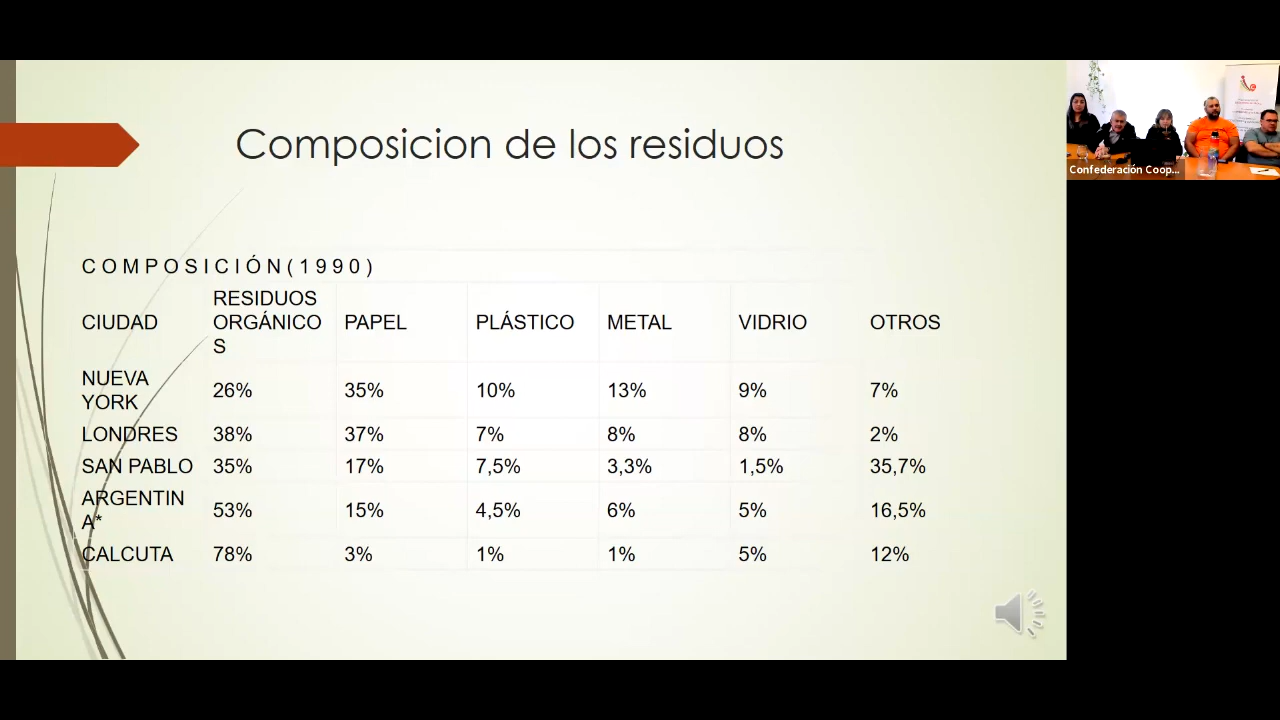 Composicion de los residuos
Confederación Coop...
COMPOSICIÓN(1990)
CIUDAD RESIDUOS ORGÁNICOS PAPEL PLÁSTICO METAL VIDRIO OTROS
NUEVA YORK 26% 35% 10% 13% 9% 7%
LONDRES 38% 37% 7% 8% 8% 2%
SAN PABLO 35% 17% 7,5% 3,3% 1,5% 35,7%
ARGENTINA* 53% 15% 4,5% 6% 5% 16,5%
CALCUTA 78% 3% 1% 1% 5% 12%